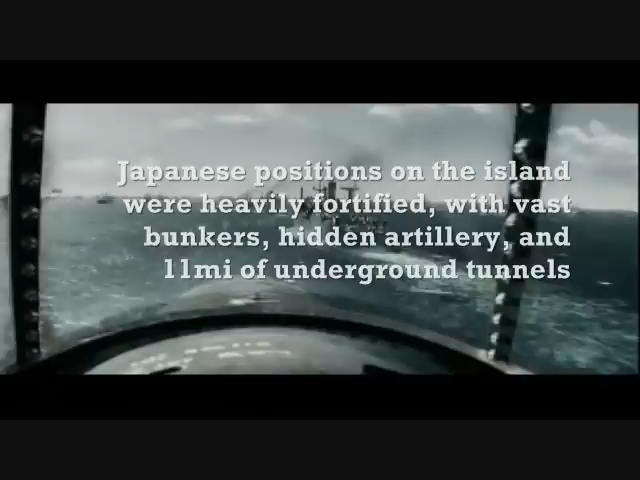 Japanese positions on the island
were heavily fortified, with vast
bunkers, hidden artillery, and
11mi of underground tunnels